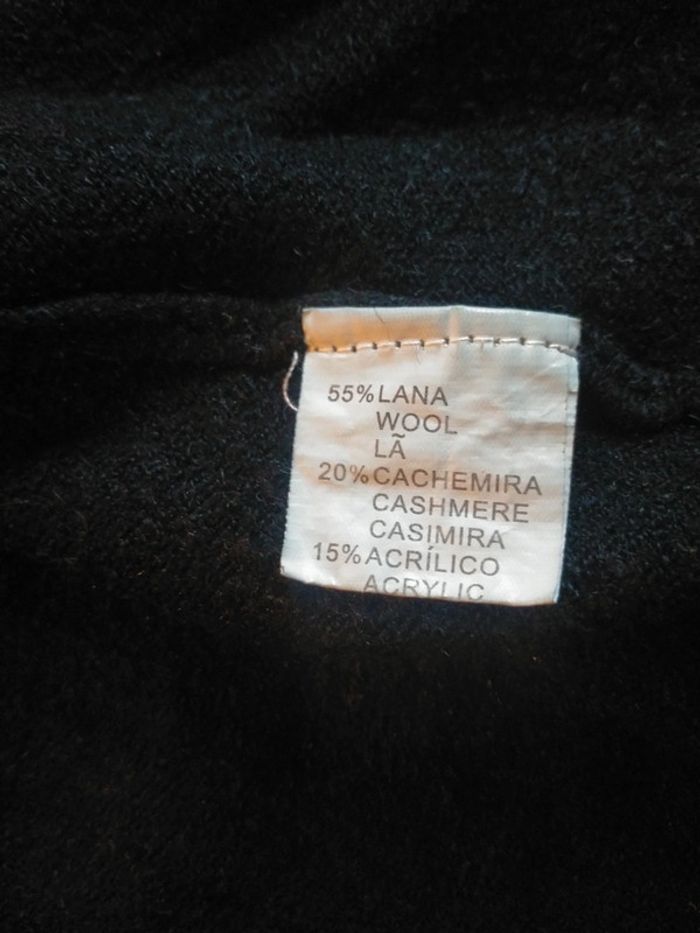 55% LANA
WOOL
LÃ
20% CACHEMIRA
CASHMERE
CASIMIRA
15% ACRÍLICO
ACRYLIC